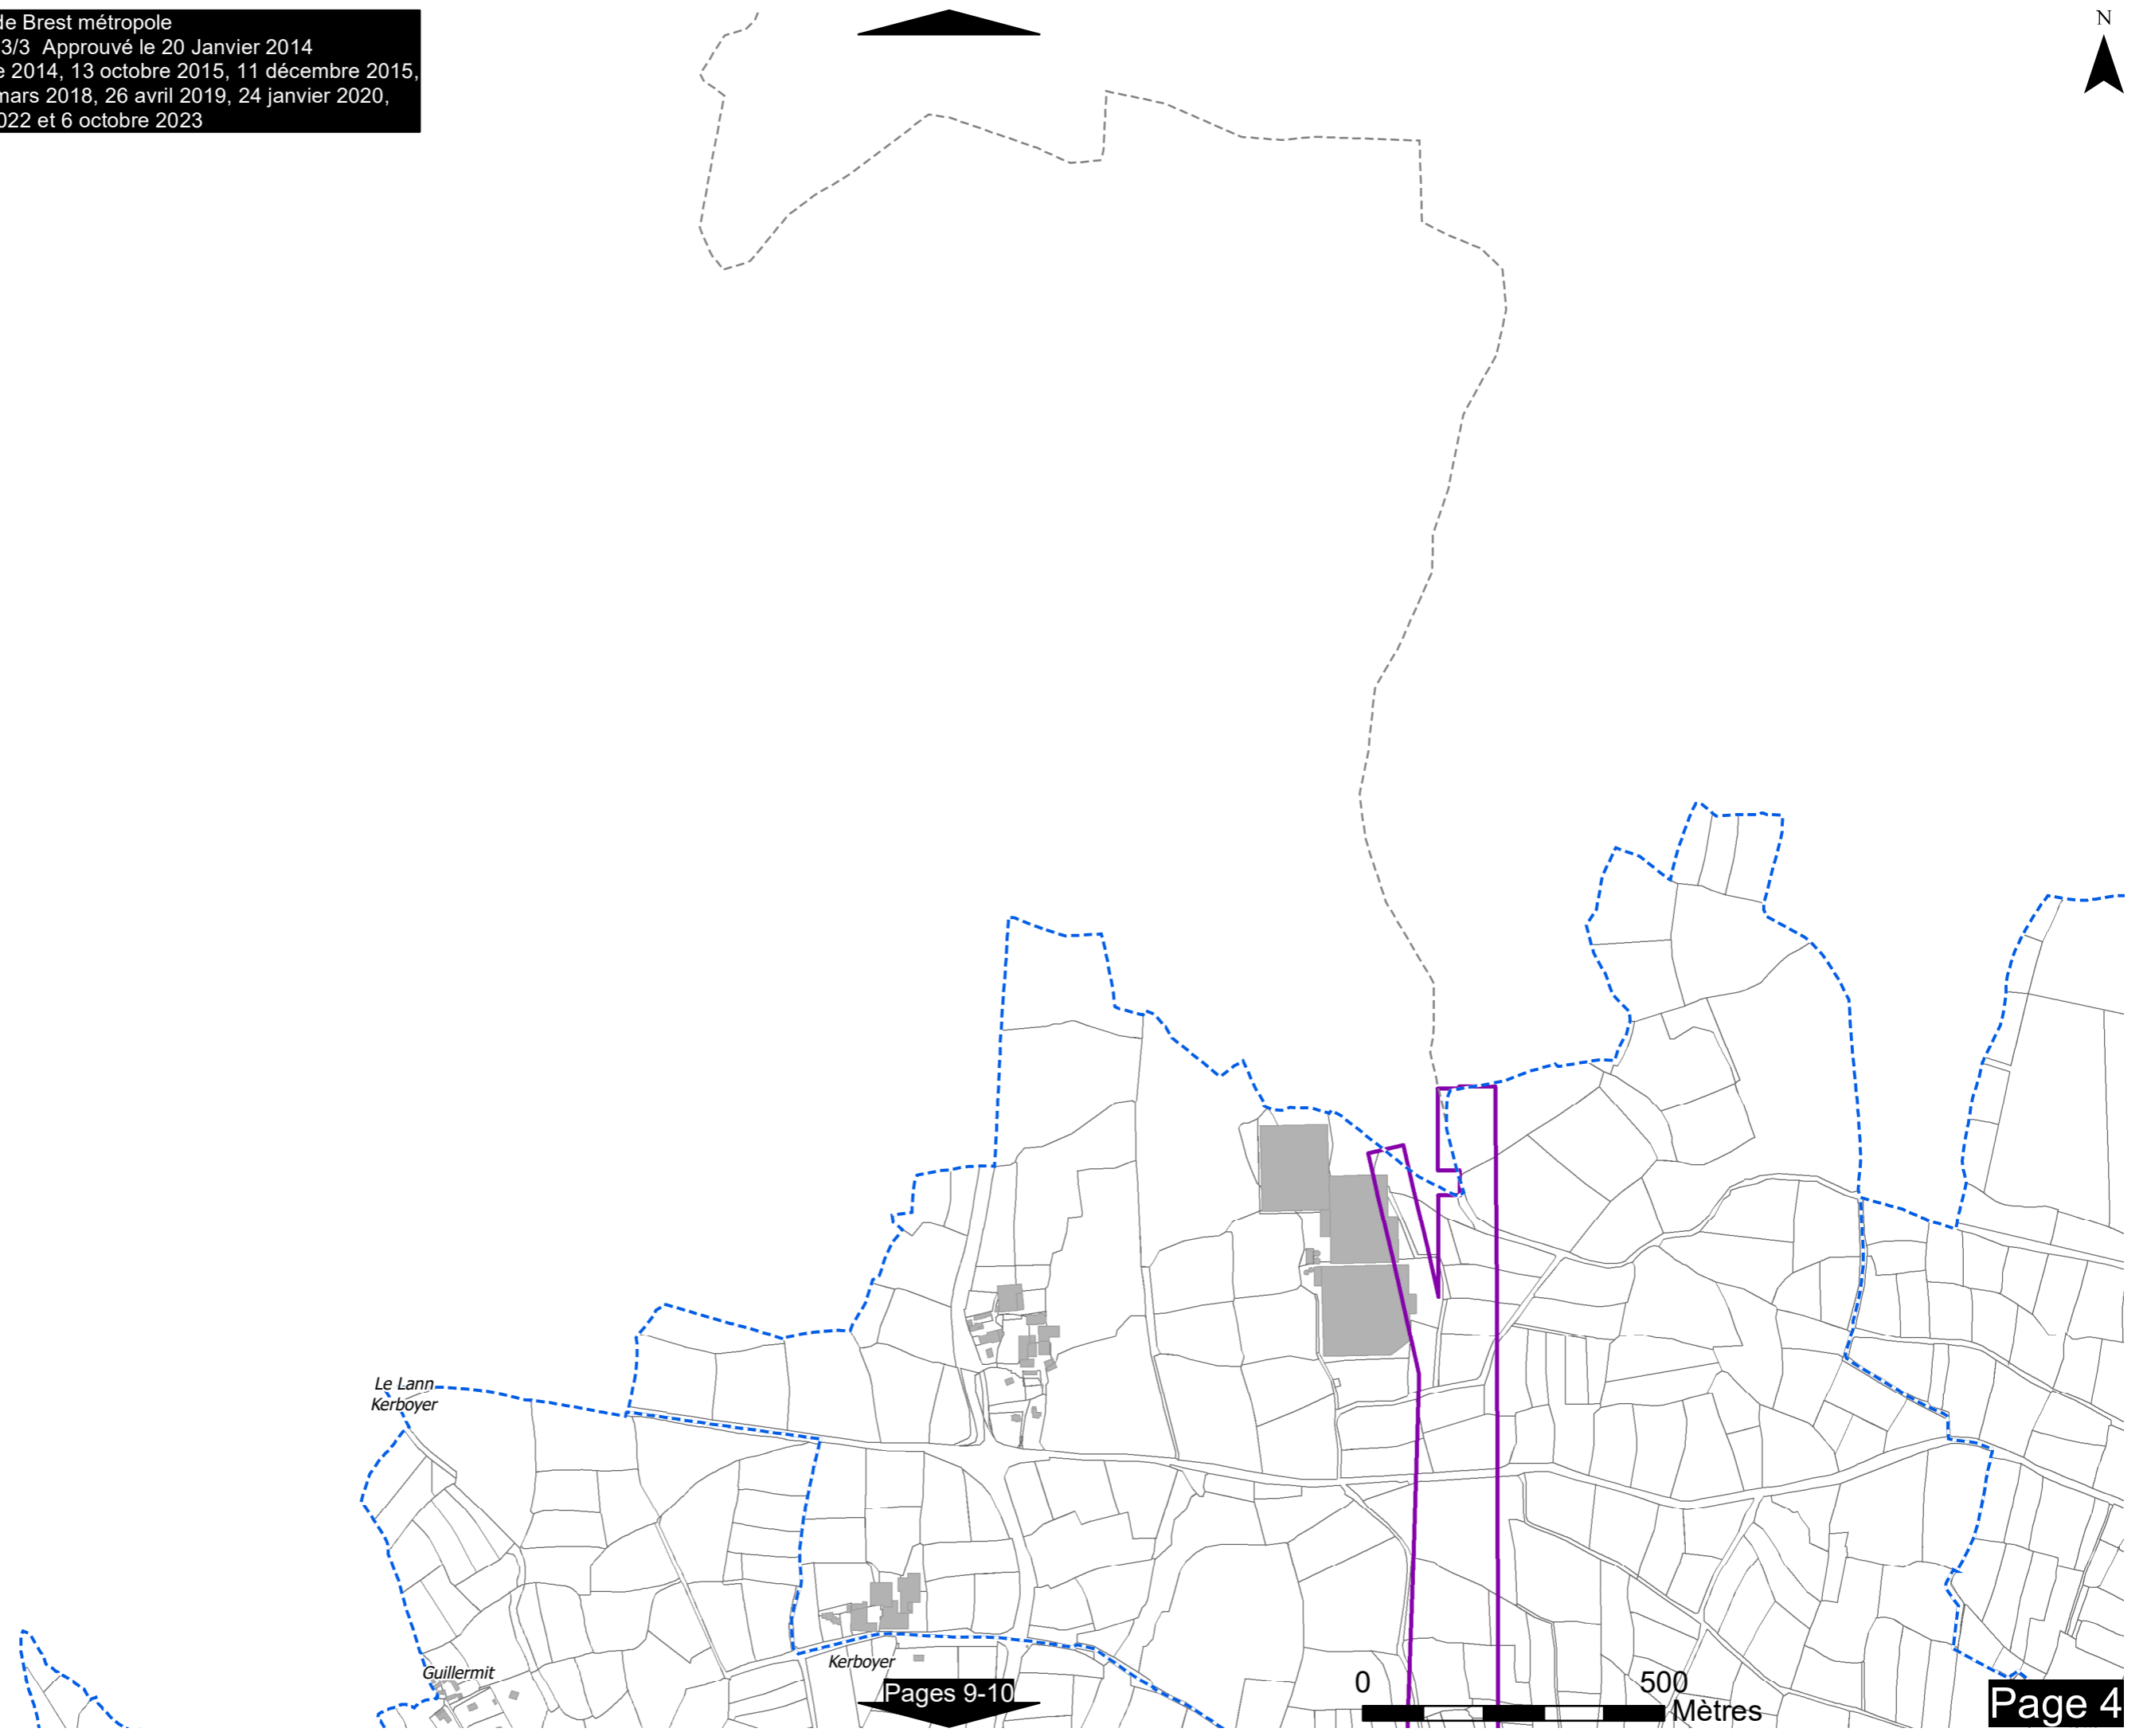 de Brest métropole
3/3 Approuvé le 20 Janvier 2014
e 2014, 13 octobre 2015, 11 décembre 2015,
mars 2018, 26 avril 2019, 24 janvier 2020,
022 et 6 octobre 2023
N
Le Lann
Kerboyer
Guillermit
Kerboyer
Pages 9-10
0 500
Mètres
Page 4